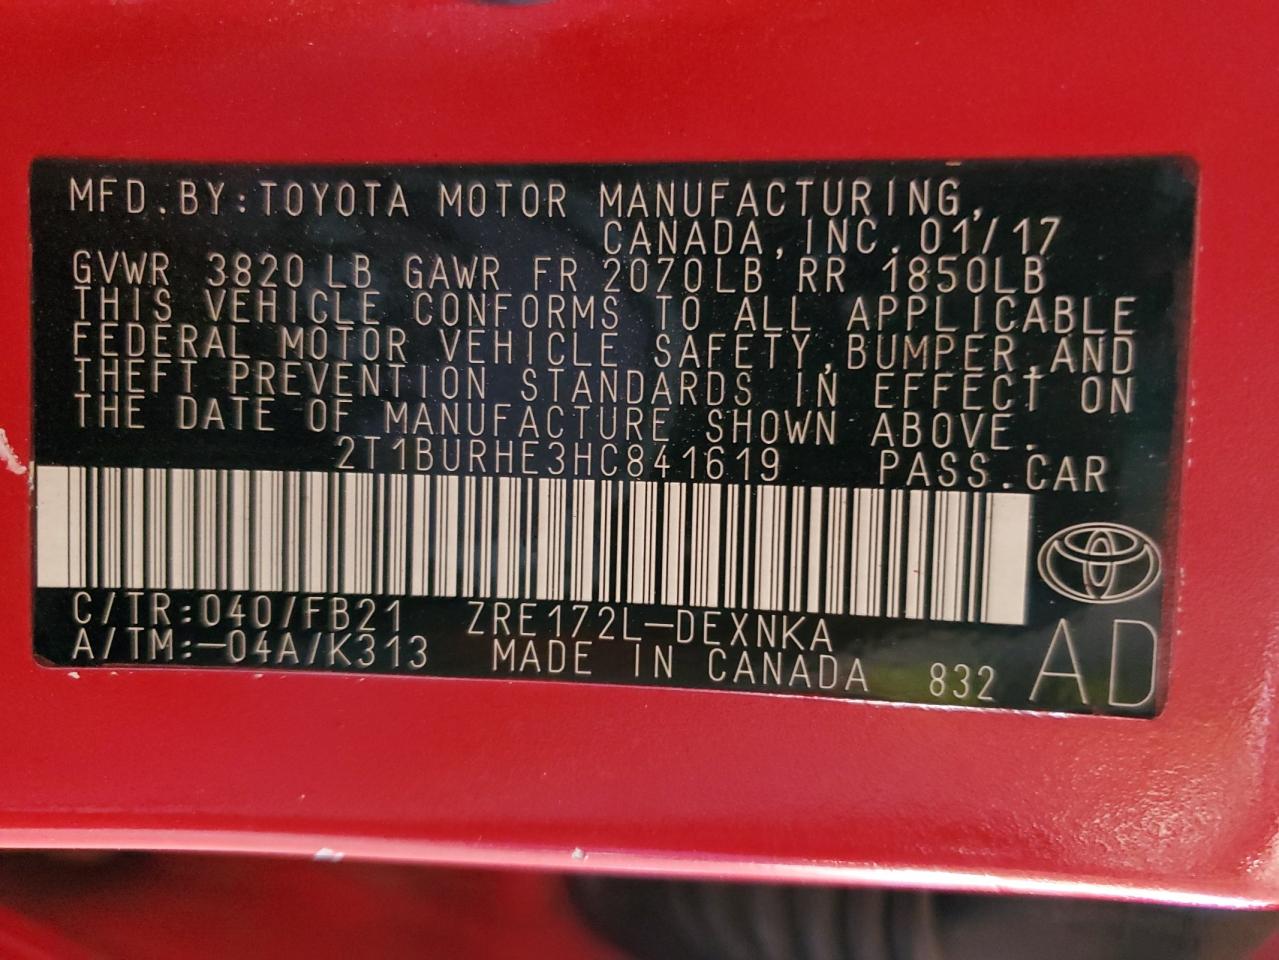 MFD.BY:TOYOTA MOTOR MANUFACTURING,
CANADA,INC.01/17
GVWR 3820LB GAWR FR 2070LB RR 1850LB
THIS VEHICLE CONFORMS TO ALL APPLICABLE
FEDERAL MOTOR VEHICLE SAFETY,BUMPER,AND
THEFT PREVENTION STANDARDS IN EFFECT ON
THE DATE OF MANUFACTURE SHOWN ABOVE.
2T1BURHE3HC841619 PASS.CAR
C/TR:040/FB21 ZRE172L-DEXNKA
A/TM:-04A/K313 MADE IN CANADA 832 AD